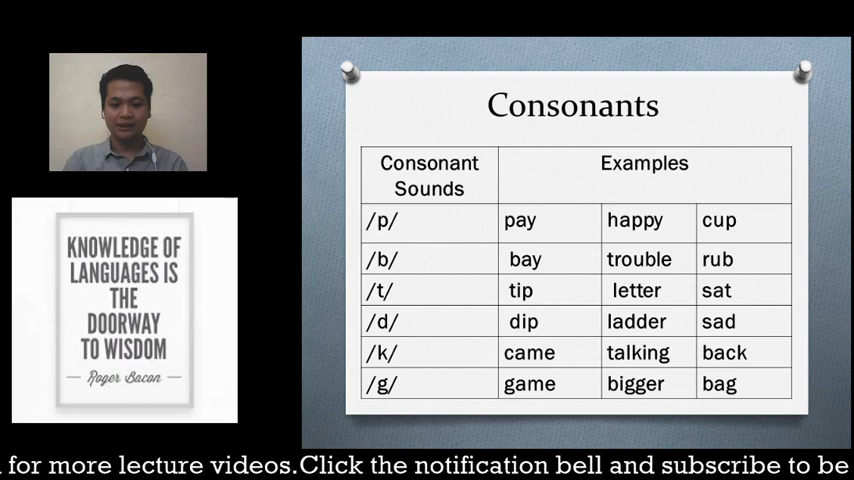 Consonants
Consonant Sounds Examples
/p/ pay happy cup
/b/ bay trouble rub
/t/ tip letter sat
/d/ dip ladder sad
/k/ came talking back
/g/ game bigger bag
KNOWLEDGE OF
LANGUAGES IS
THE
DOORWAY
TO WISDOM
— Roger Bacon —
for more lecture videos.Click the notification bell and subscribe to be